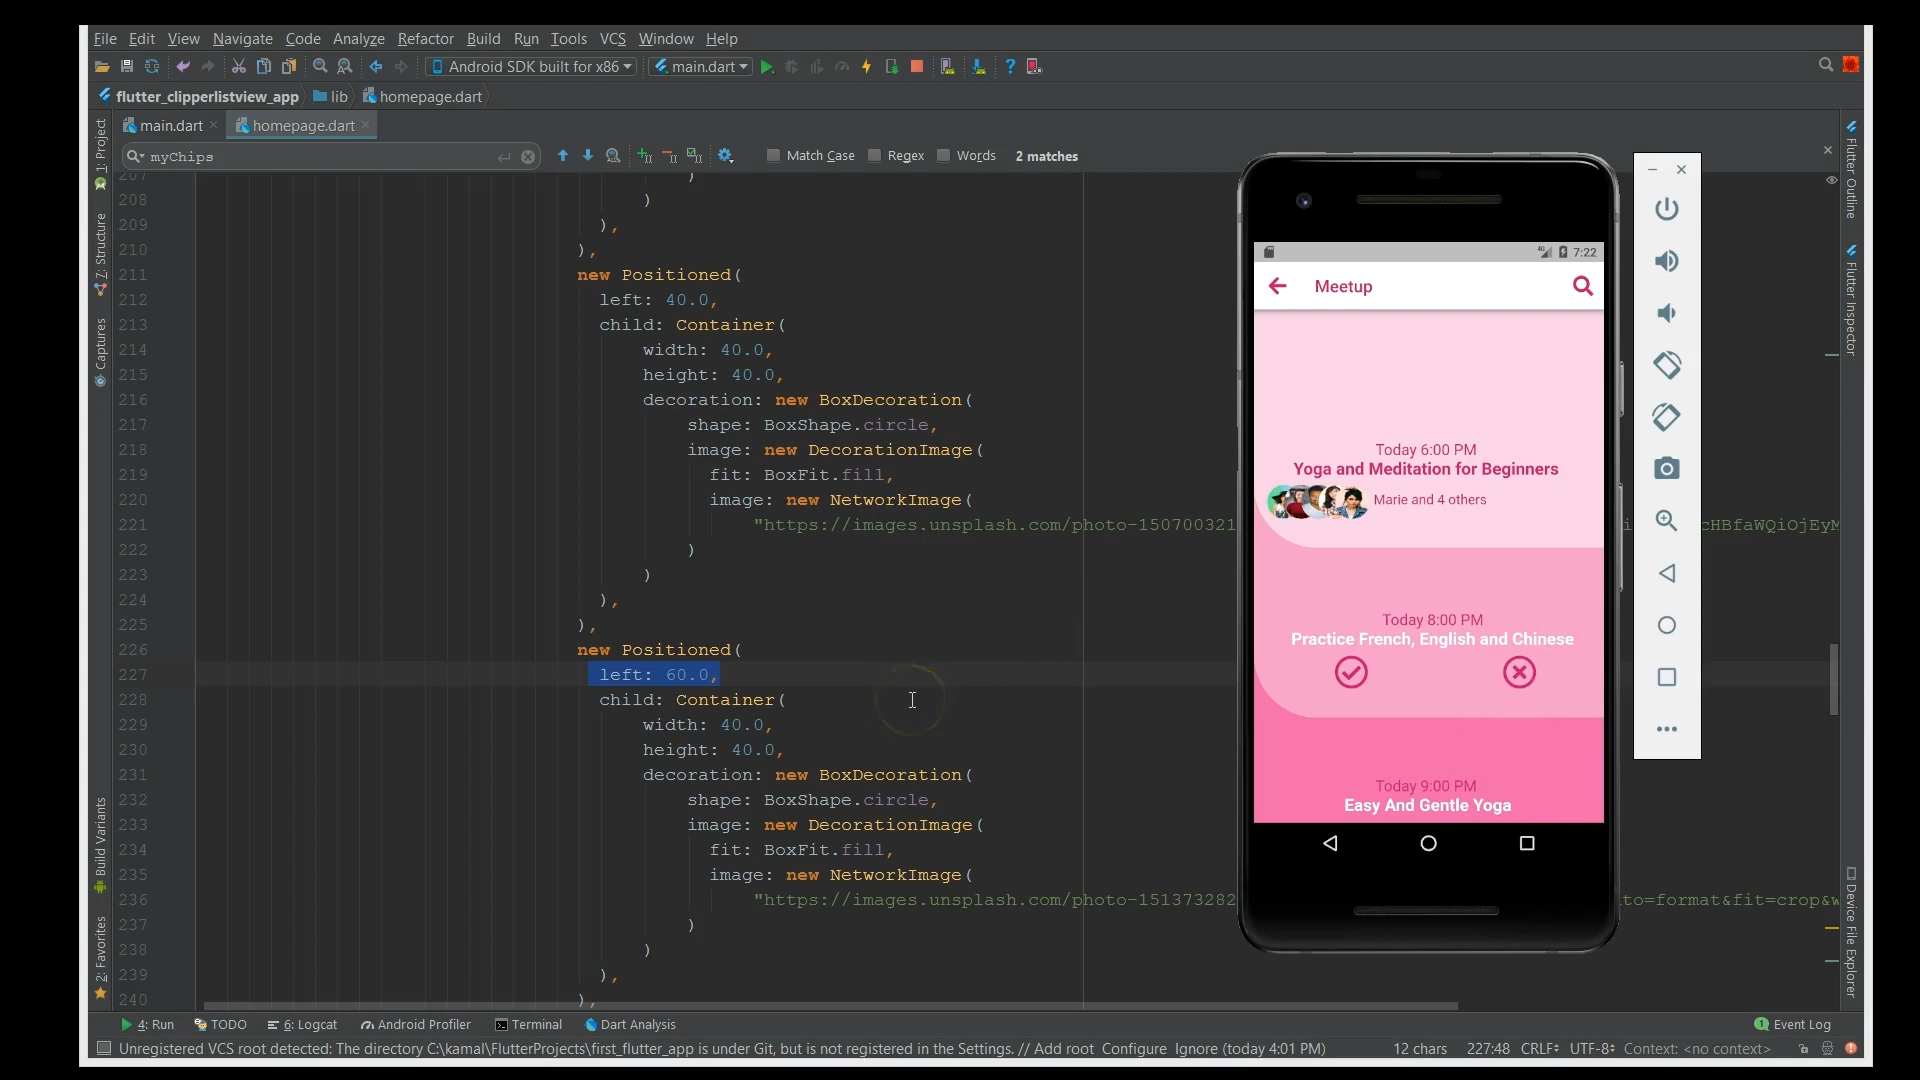 File Edit View Navigate Code Analyze Refactor Build Run Tools VCS Window Help
Android SDK built for x86 main.dart
flutter_clipperlistview_app lib homepage.dart
main.dart homepage.dart
myChips Match Case Regex Words 2 matches
207 )
208 )
209 ),
210 ),
211 new Positioned(
212 left: 40.0,
213 child: Container(
214 width: 40.0,
215 height: 40.0,
216 decoration: new BoxDecoration(
217 shape: BoxShape.circle,
218 image: new DecorationImage(
219 fit: BoxFit.fill,
220 image: new NetworkImage(
221 "https://images.unsplash.com/photo-150700321 cHBfaWQiOjEyM
222 )
223 )
224 ),
225 ),
226 new Positioned(
227 left: 60.0,
228 child: Container(
229 width: 40.0,
230 height: 40.0,
231 decoration: new BoxDecoration(
232 shape: BoxShape.circle,
233 image: new DecorationImage(
234 fit: BoxFit.fill,
235 image: new NetworkImage(
236 "https://images.unsplash.com/photo-151373282 to=format&fit=crop&w
237 )
238 )
239 ),
240 ),
1: Project
7: Structure
Captures
Build Variants
2: Favorites
Flutter Outline
Flutter Inspector
Device File Explorer
4G 7:22
Meetup
Today 6:00 PM
Yoga and Meditation for Beginners
Marie and 4 others
Today 8:00 PM
Practice French, English and Chinese
Today 9:00 PM
Easy And Gentle Yoga
4: Run TODO 6: Logcat Android Profiler Terminal Dart Analysis 1 Event Log
Unregistered VCS root detected: The directory C:\kamal\FlutterProjects\first_flutter_app is under Git, but is not registered in the Settings. // Add root Configure Ignore (today 4:01 PM) 12 chars 227:48 CRLF UTF-8 Context: <no context>